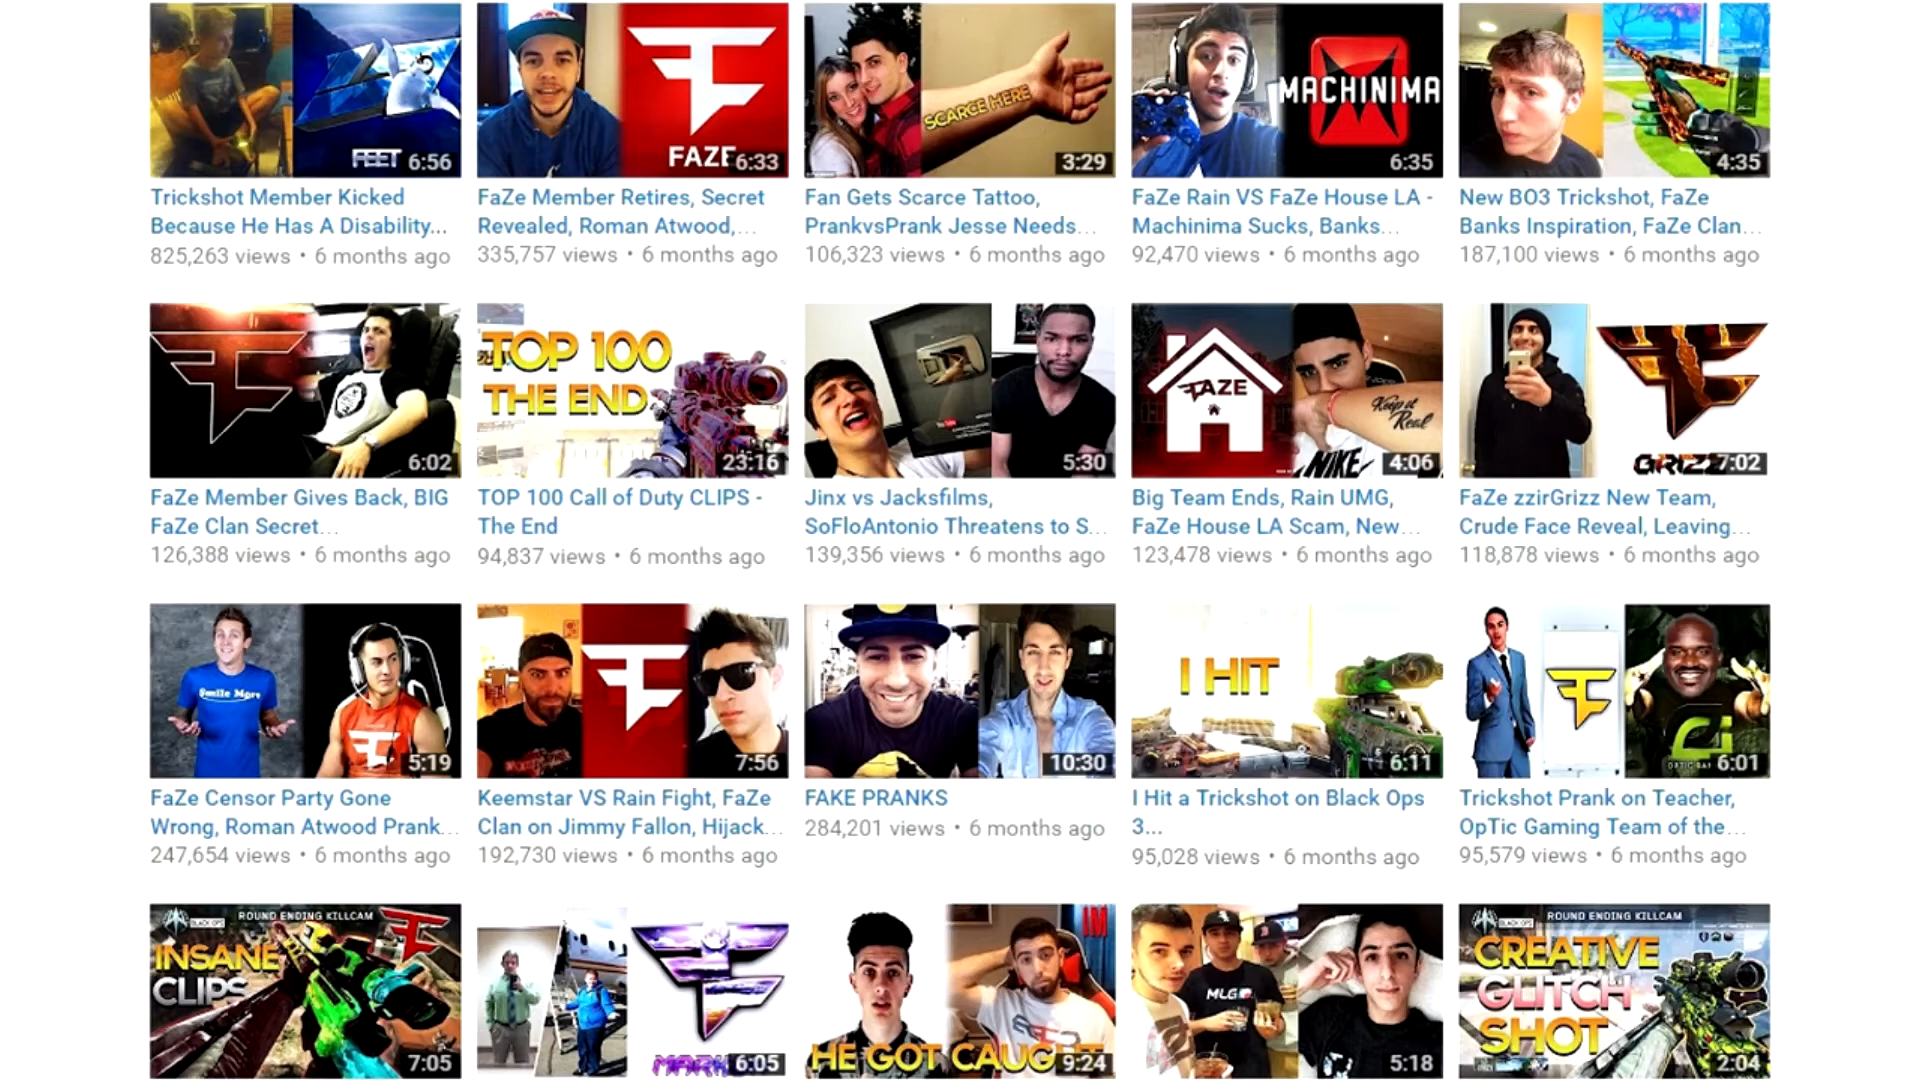 FEET 6:56
FAZE 6:33
SCARCE HERE 3:29
MACHINIMA 6:35
4:35
Trickshot Member Kicked
Because He Has A Disability...
825,263 views • 6 months ago
FaZe Member Retires, Secret
Revealed, Roman Atwood,...
335,757 views • 6 months ago
Fan Gets Scarce Tattoo,
PrankvsPrank Jesse Needs...
106,323 views • 6 months ago
FaZe Rain VS FaZe House LA -
Machinima Sucks, Banks...
92,470 views • 6 months ago
New BO3 Trickshot, FaZe
Banks Inspiration, FaZe Clan...
187,100 views • 6 months ago
6:02
TOP 100
THE END
23:16
5:30
FAZE
Keep it
Real
NIKE
4:06
GRIZZ 7:02
FaZe Member Gives Back, BIG
FaZe Clan Secret...
126,388 views • 6 months ago
TOP 100 Call of Duty CLIPS -
The End
94,837 views • 6 months ago
Jinx vs Jacksfilms,
SoFloAntonio Threatens to S...
139,356 views • 6 months ago
Big Team Ends, Rain UMG,
FaZe House LA Scam, New...
123,478 views • 6 months ago
FaZe zzirGrizz New Team,
Crude Face Reveal, Leaving...
118,878 views • 6 months ago
Smile More
5:19
7:56
10:30
I HIT
6:11
6:01
FaZe Censor Party Gone
Wrong, Roman Atwood Prank...
247,654 views • 6 months ago
Keemstar VS Rain Fight, FaZe
Clan on Jimmy Fallon, Hijack...
192,730 views • 6 months ago
FAKE PRANKS
284,201 views • 6 months ago
I Hit a Trickshot on Black Ops
3...
95,028 views • 6 months ago
Trickshot Prank on Teacher,
OpTic Gaming Team of the...
95,579 views • 6 months ago
BLACK OPS ROUND ENDING KILLCAM
INSANE
CLIPS
7:05
MARK 6:05
IM
HE GOT CAUG 9:24
MLG
5:18
BLACK OPS ROUND ENDING KILLCAM
CREATIVE
GLITCH
SHOT
2:04